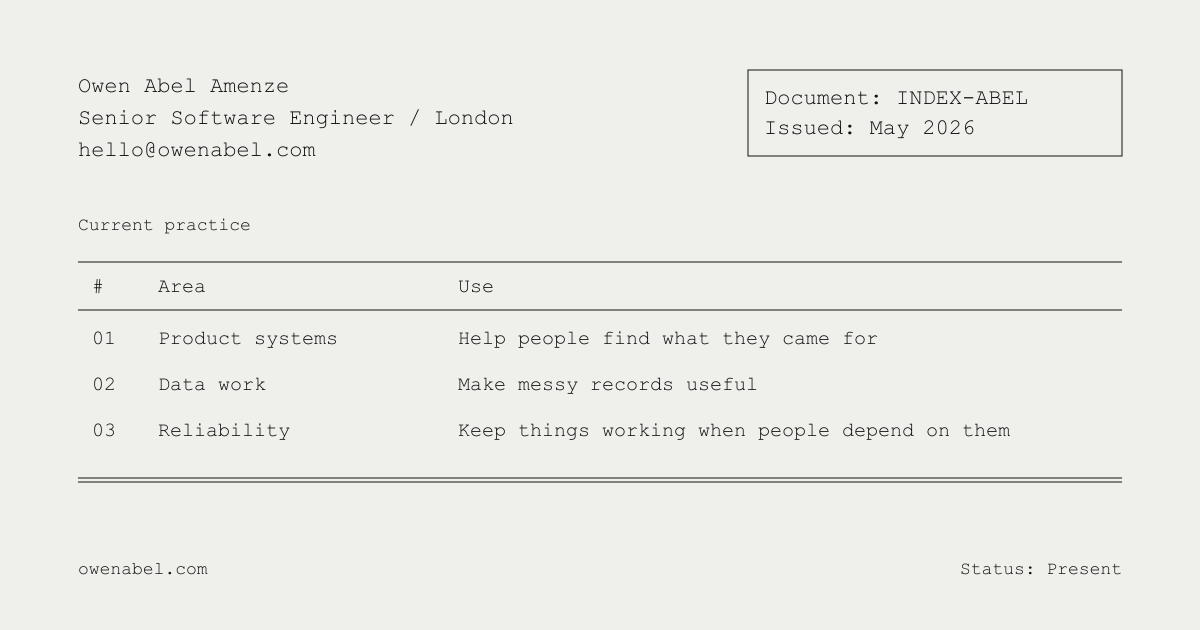 Owen Abel Amenze
Senior Software Engineer / London
hello@owenabel.com
Document: INDEX-ABEL
Issued: May 2026
Current practice
# Area Use
01 Product systems Help people find what they came for
02 Data work Make messy records useful
03 Reliability Keep things working when people depend on them
owenabel.com Status: Present